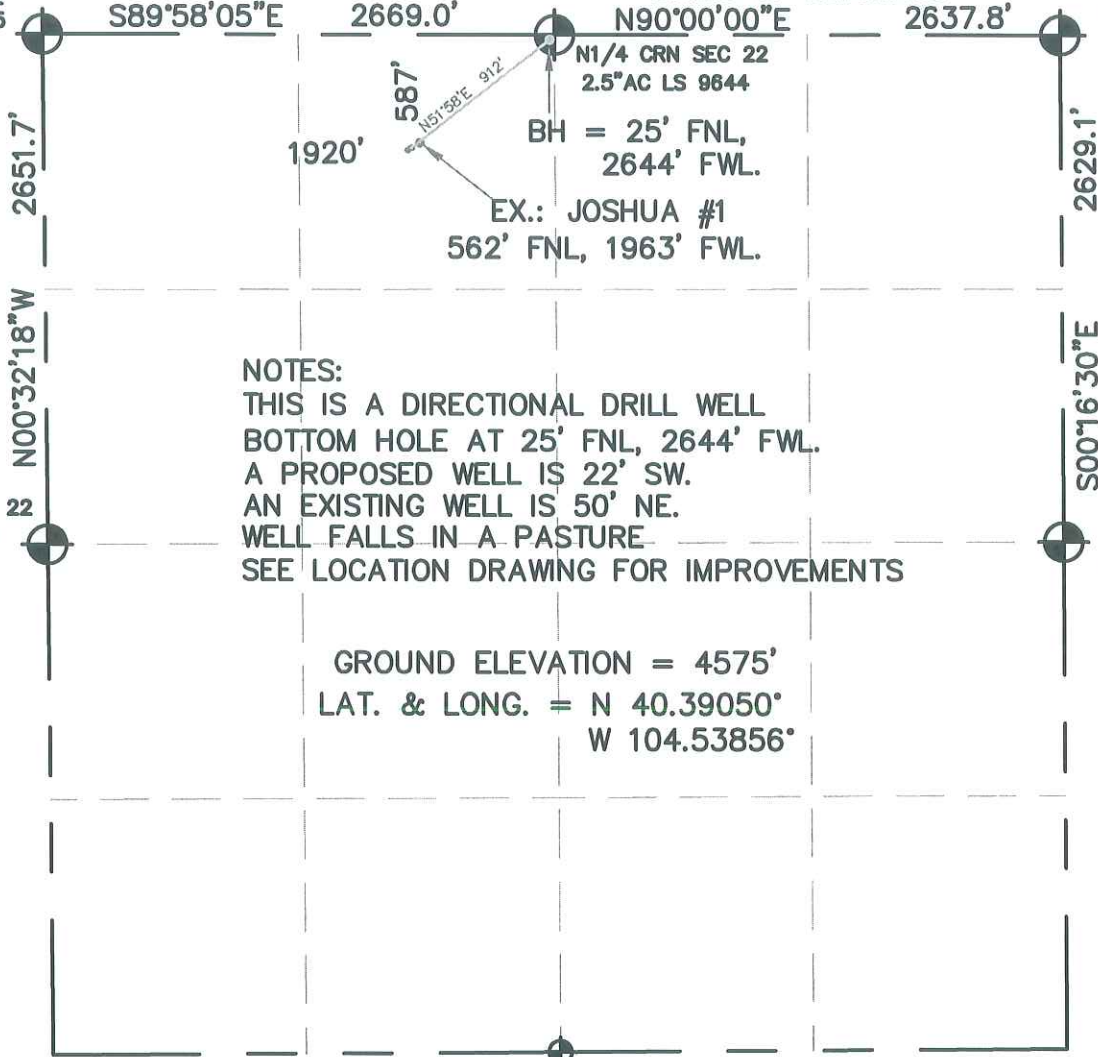 S89°58'05"E 2669.0' N90°00'00"E 2637.8'
N1/4 CRN SEC 22
2.5"AC LS 9644
587'
N51°58'E 912'
1920'
BH = 25' FNL,
2644' FWL.
2651.7'
2629.1'
EX.: JOSHUA #1
562' FNL, 1963' FWL.
N00°32'18"W
S00°16'30"E
NOTES:
THIS IS A DIRECTIONAL DRILL WELL
BOTTOM HOLE AT 25' FNL, 2644' FWL.
A PROPOSED WELL IS 22' SW.
AN EXISTING WELL IS 50' NE.
22
WELL FALLS IN A PASTURE
SEE LOCATION DRAWING FOR IMPROVEMENTS
GROUND ELEVATION = 4575'
LAT. & LONG. = N 40.39050°
W 104.53856°